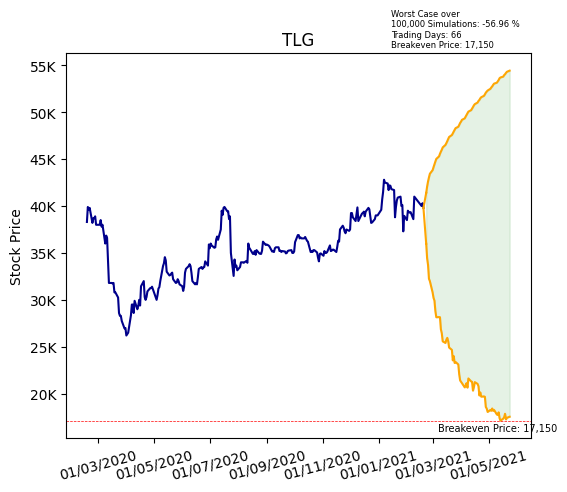 Worst Case over
100,000 Simulations: -56.96 %
Trading Days: 66
Breakeven Price: 17,150
TLG
Stock Price
55K
50K
45K
40K
35K
30K
25K
20K
Breakeven Price: 17,150
01/03/2020
01/05/2020
01/07/2020
01/09/2020
01/11/2020
01/01/2021
01/03/2021
01/05/2021